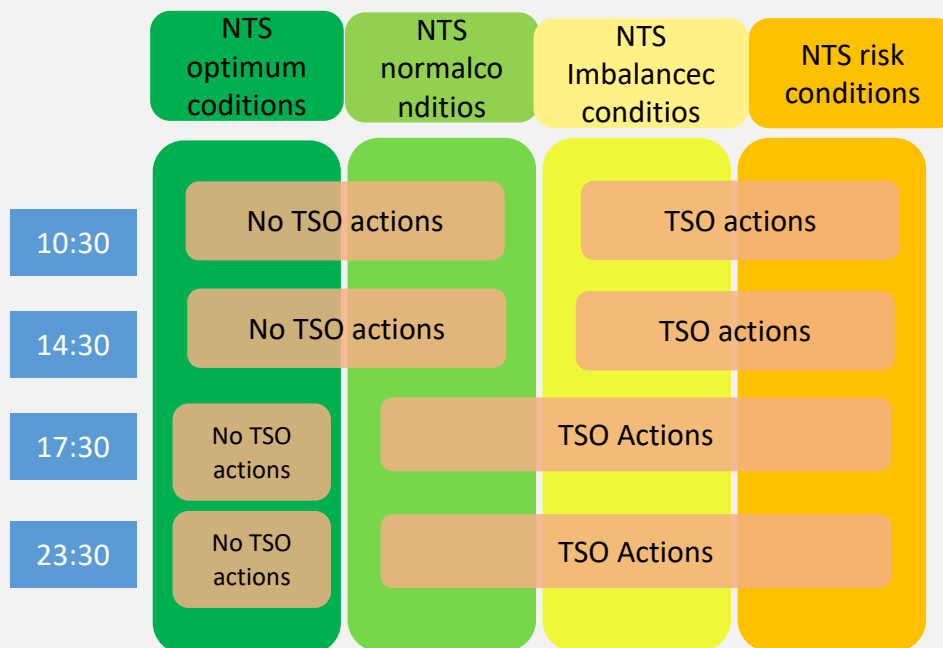 NTS
optimum
coditions
NTS
normalco
nditios
NTS
Imbalancec
conditios
NTS risk
conditions
10:30
No TSO actions
TSO actions
14:30
No TSO actions
TSO actions
17:30
No TSO
actions
TSO Actions
23:30
No TSO
actions
TSO Actions